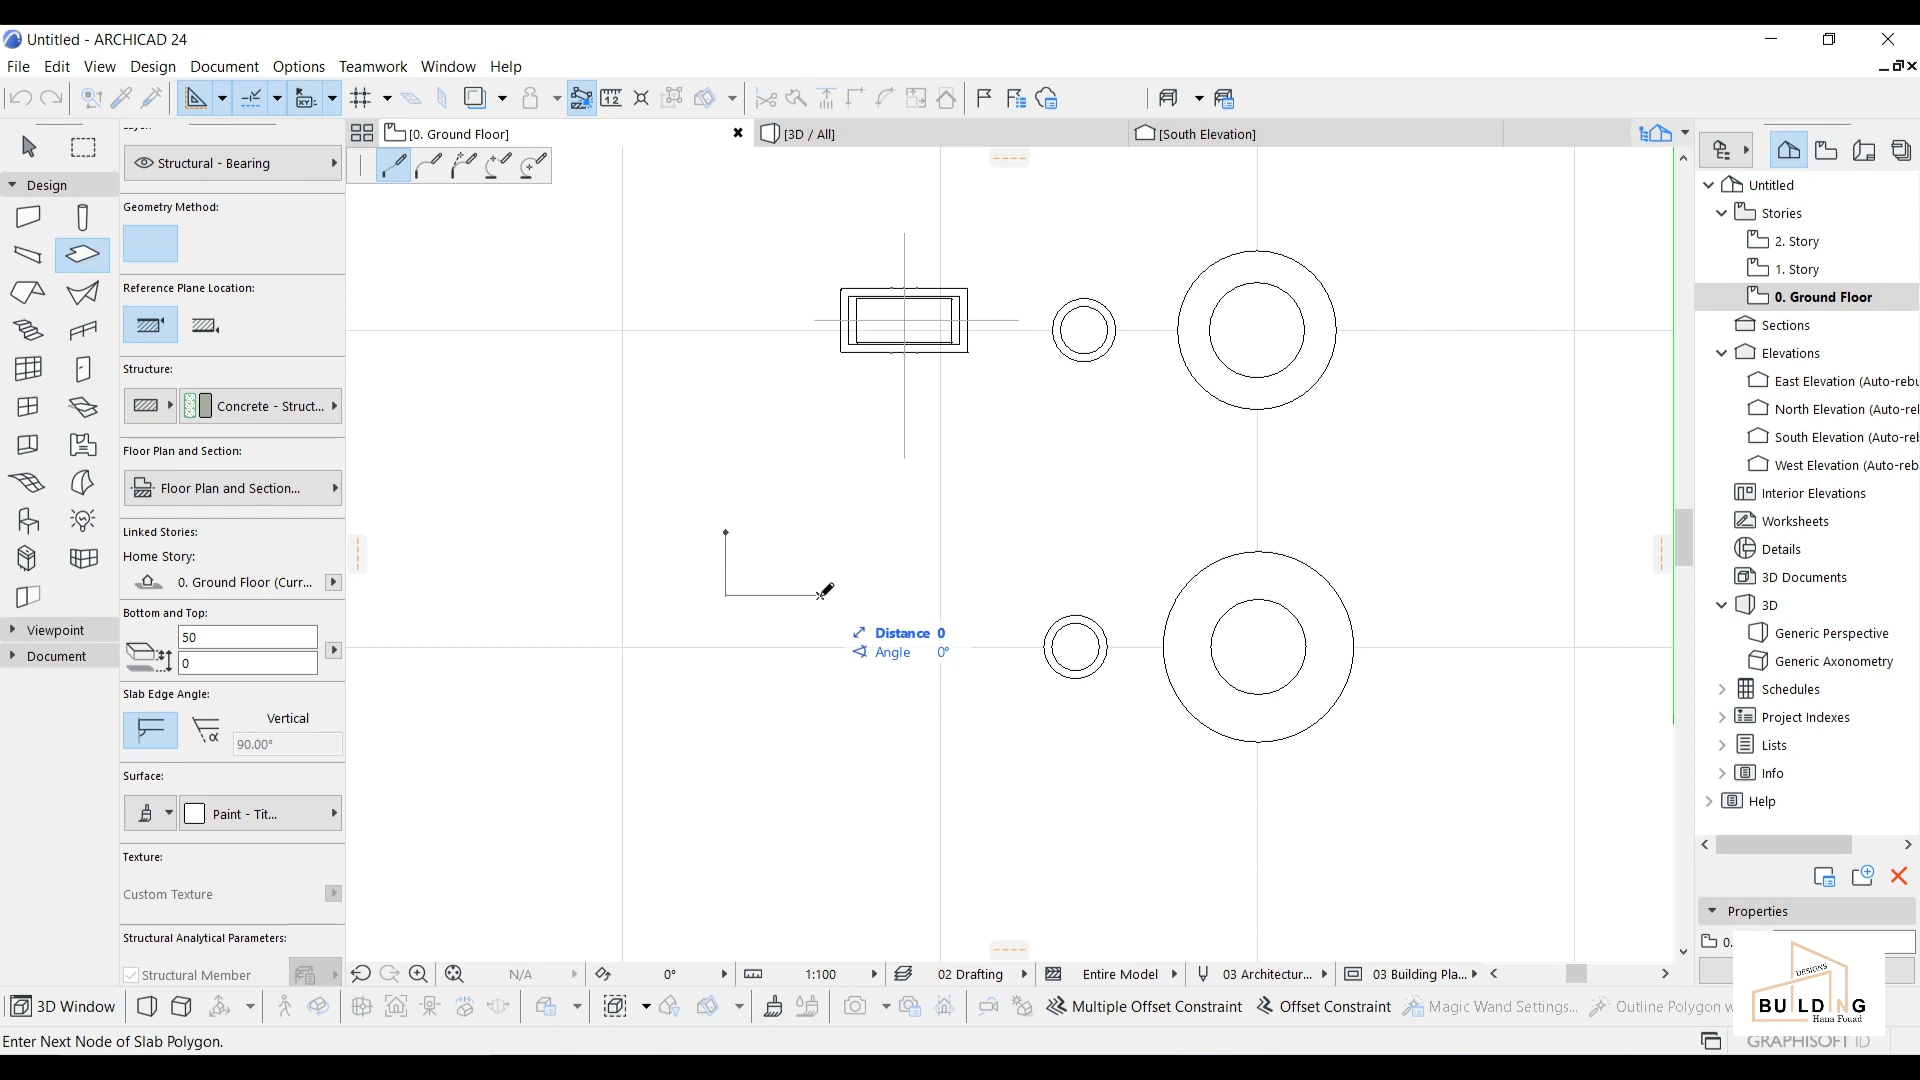 Untitled - ARCHICAD 24
File Edit View Design Document Options Teamwork Window Help
[0. Ground Floor]
[3D / All]
[South Elevation]
Design
Viewpoint
Document
Structural - Bearing
Geometry Method:
Reference Plane Location:
Structure:
Concrete - Struct...
Floor Plan and Section:
Floor Plan and Section...
Linked Stories:
Home Story:
0. Ground Floor (Curr...
Bottom and Top:
50
0
Slab Edge Angle:
Vertical
90.00°
Surface:
Paint - Tit...
Texture:
Custom Texture
Structural Analytical Parameters:
Structural Member
Distance 0
Angle 0°
Untitled
Stories
2. Story
1. Story
0. Ground Floor
Sections
Elevations
East Elevation (Auto-rebu
North Elevation (Auto-rel
South Elevation (Auto-rel
West Elevation (Auto-reb
Interior Elevations
Worksheets
Details
3D Documents
3D
Generic Perspective
Generic Axonometry
Schedules
Project Indexes
Lists
Info
Help
Properties
0.
N/A 0° 1:100 02 Drafting Entire Model 03 Architectur... 03 Building Pla...
3D Window
Multiple Offset Constraint Offset Constraint Magic Wand Settings... Outline Polygon w
DESIGNS
BUILDING
Hana Fouad
Enter Next Node of Slab Polygon.
GRAPHISOFT ID